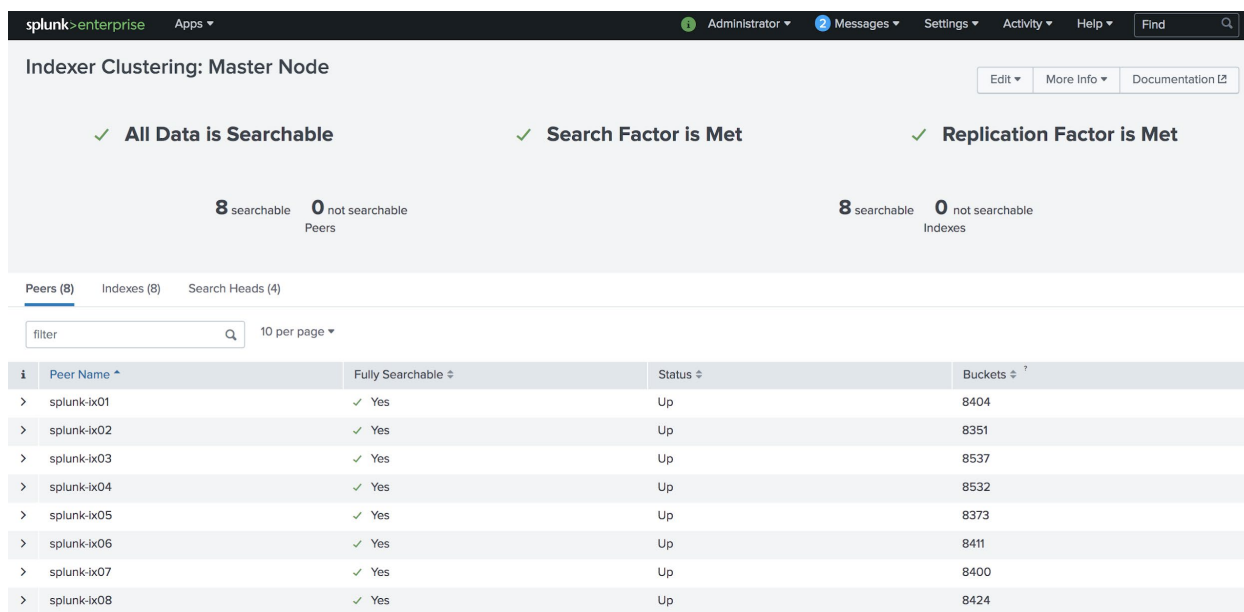 splunk>enterprise Apps Administrator 2 Messages Settings Activity Help Find
Indexer Clustering: Master Node
Edit More Info Documentation
All Data is Searchable Search Factor is Met Replication Factor is Met
8 searchable 0 not searchable 8 searchable 0 not searchable
Peers Indexes
Peers (8) Indexes (8) Search Heads (4)
filter 10 per page
i Peer Name Fully Searchable Status Buckets ?
splunk-ix01 Yes Up 8404
splunk-ix02 Yes Up 8351
splunk-ix03 Yes Up 8537
splunk-ix04 Yes Up 8532
splunk-ix05 Yes Up 8373
splunk-ix06 Yes Up 8411
splunk-ix07 Yes Up 8400
splunk-ix08 Yes Up 8424